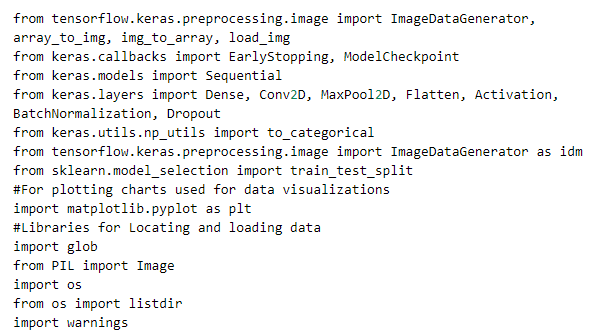 from tensorflow.keras.preprocessing.image import ImageDataGenerator,
array_to_img, img_to_array, load_img
from keras.callbacks import EarlyStopping, ModelCheckpoint
from keras.models import Sequential
from keras.layers import Dense, Conv2D, MaxPool2D, Flatten, Activation,
BatchNormalization, Dropout
from keras.utils.np_utils import to_categorical
from tensorflow.keras.preprocessing.image import ImageDataGenerator as idm
from sklearn.model_selection import train_test_split
#For plotting charts used for data visualizations
import matplotlib.pyplot as plt
#Libraries for Locating and loading data
import glob
from PIL import Image
import os
from os import listdir
import warnings